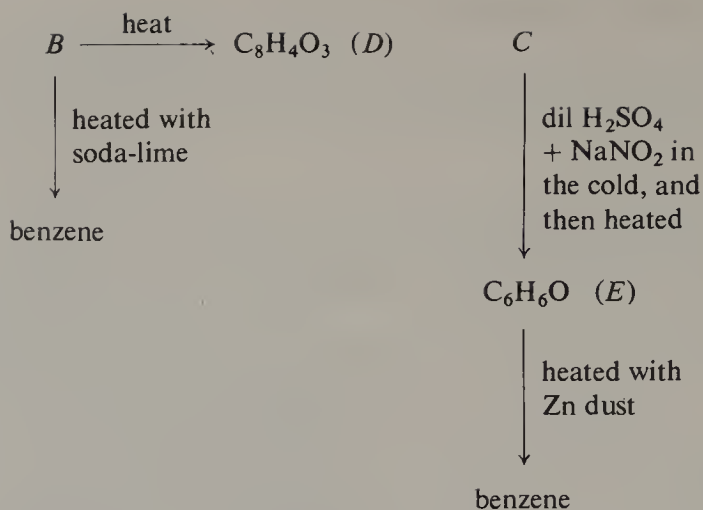 heat
B → C₈H₄O₃ (D) C
heated with
soda-lime
dil H₂SO₄
+ NaNO₂ in
the cold, and
then heated
benzene
C₆H₆O (E)
heated with
Zn dust
benzene